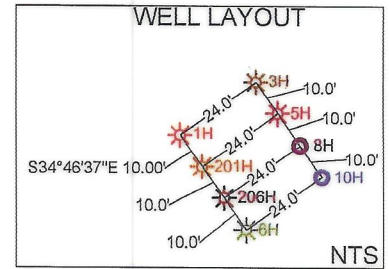 WELL LAYOUT
3H
24.0'
10.0'
5H
1H
24.0'
10.0'
8H
S34°46'37"E 10.00'
201H
24.0'
10.0'
10H
10.0'
206H
24.0'
10.0'
6H
NTS